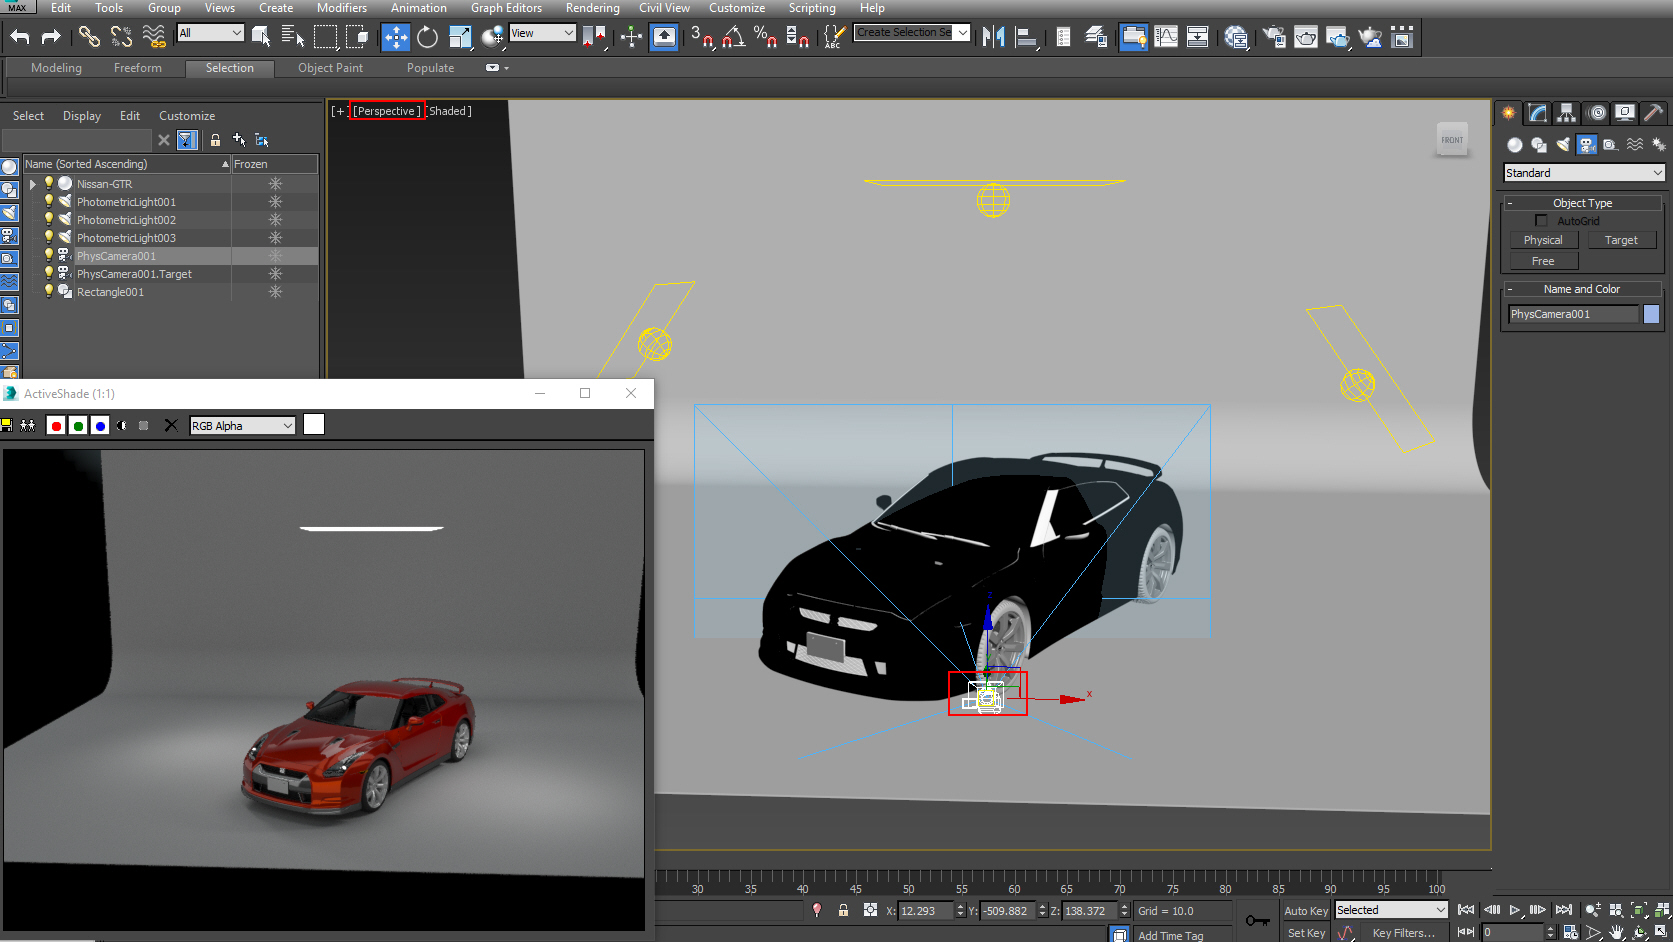 MAX Edit Tools Group Views Create Modifiers Animation Graph Editors Rendering Civil View Customize Scripting Help
All
View
3
%
ABC
Create Selection Se
Modeling Freeform Selection Object Paint Populate
Select Display Edit Customize
Name (Sorted Ascending) Frozen
Nissan-GTR
PhotometricLight001
PhotometricLight002
PhotometricLight003
PhysCamera001
PhysCamera001.Target
Rectangle001
[+] [Perspective] [Shaded]
FRONT
z
x
Standard
- Object Type
AutoGrid
Physical Target
Free
- Name and Color
PhysCamera001
ActiveShade (1:1)
RGB Alpha
30 35 40 45 50 55 60 65 70 75 80 85 90 95 100
X: 12.293 Y: -509.882 Z: 138.372 Grid = 10.0
Auto Key Selected
Add Time Tag
Set Key Key Filters... 0